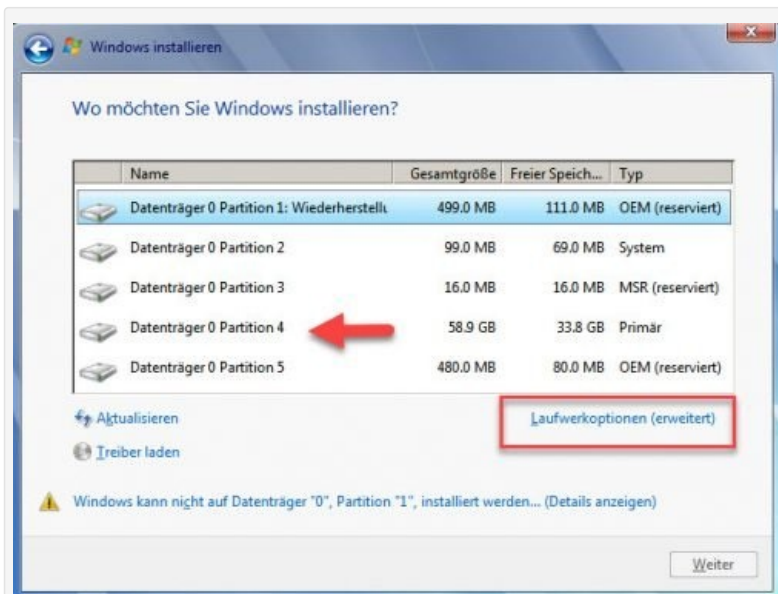 Windows installieren
Wo möchten Sie Windows installieren?
Name Gesamtgröße Freier Speich... Typ
Datenträger 0 Partition 1: Wiederherstellu 499.0 MB 111.0 MB OEM (reserviert)
Datenträger 0 Partition 2 99.0 MB 69.0 MB System
Datenträger 0 Partition 3 16.0 MB 16.0 MB MSR (reserviert)
Datenträger 0 Partition 4 58.9 GB 33.8 GB Primär
Datenträger 0 Partition 5 480.0 MB 80.0 MB OEM (reserviert)
Aktualisieren Laufwerkoptionen (erweitert)
Treiber laden
Windows kann nicht auf Datenträger "0", Partition "1", installiert werden... (Details anzeigen)
Weiter